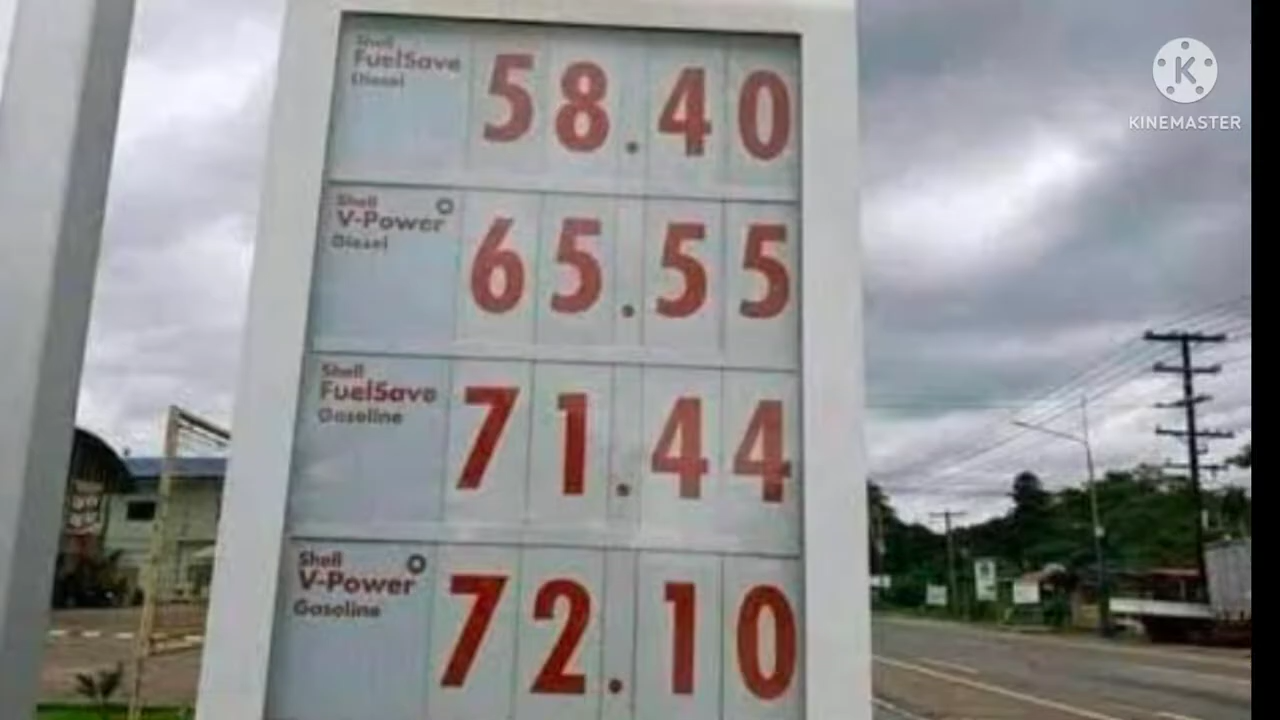 Shell
FuelSave
Diesel
58.40
Shell
V-Power
Diesel
65.55
Shell
FuelSave
Gasoline
71.44
Shell
V-Power
Gasoline
72.10
K
KINEMASTER